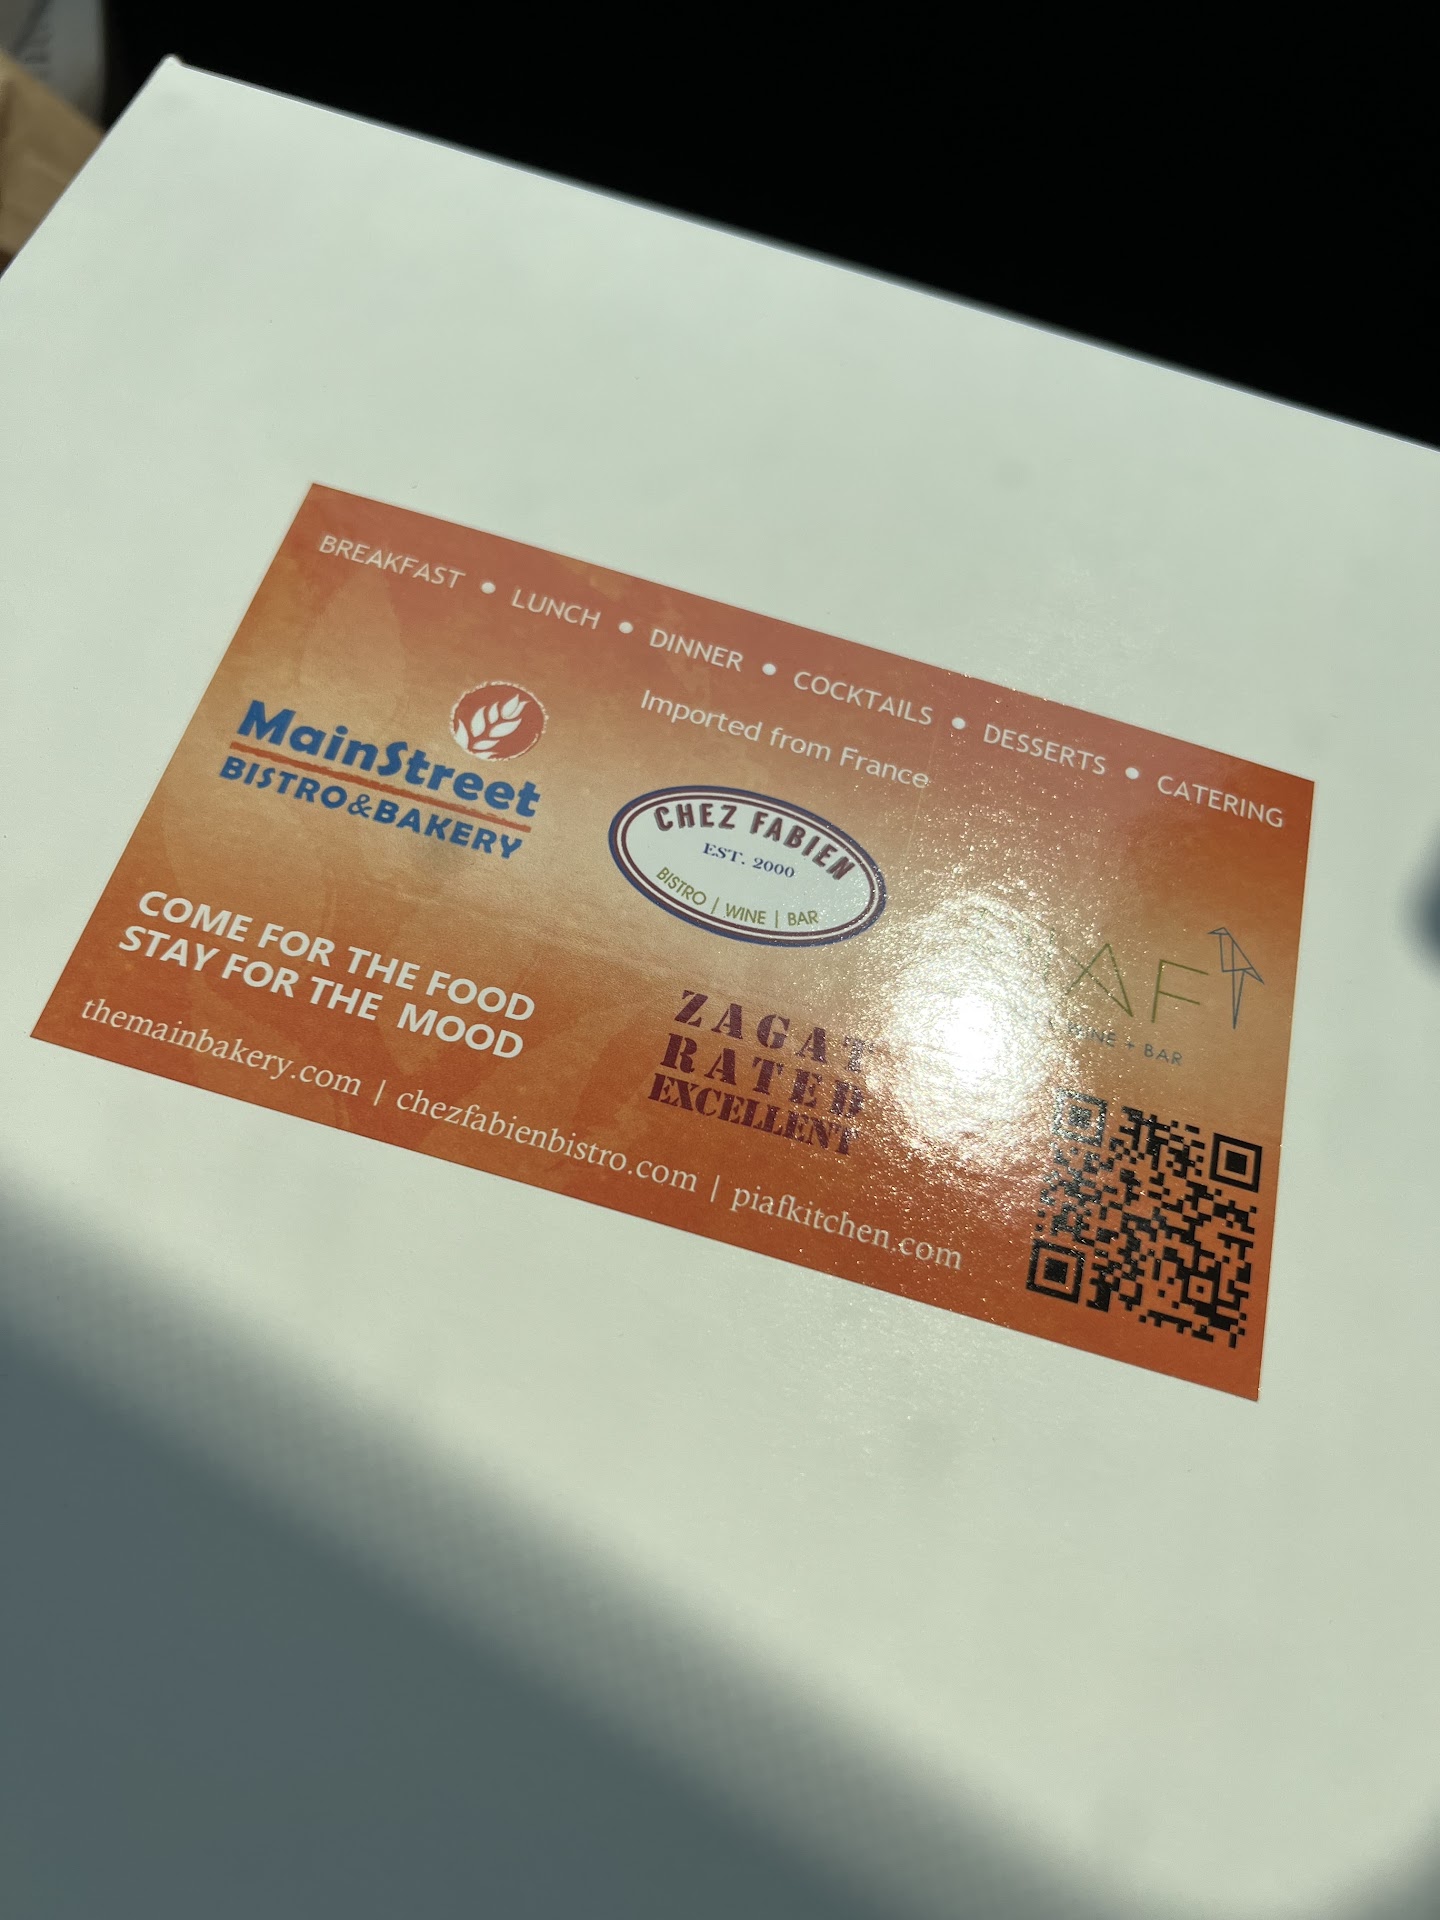 BREAKFAST • LUNCH • DINNER • COCKTAILS • DESSERTS • CATERING
Imported from France
MainStreet
BISTRO&BAKERY
CHEZ FABIEN
EST. 2000
BISTRO | WINE | BAR
WINE + BAR
COME FOR THE FOOD
STAY FOR THE MOOD
ZAGAT
RATED
EXCELLENT
themainbakery.com | chezfabienbistro.com | piafkitchen.com